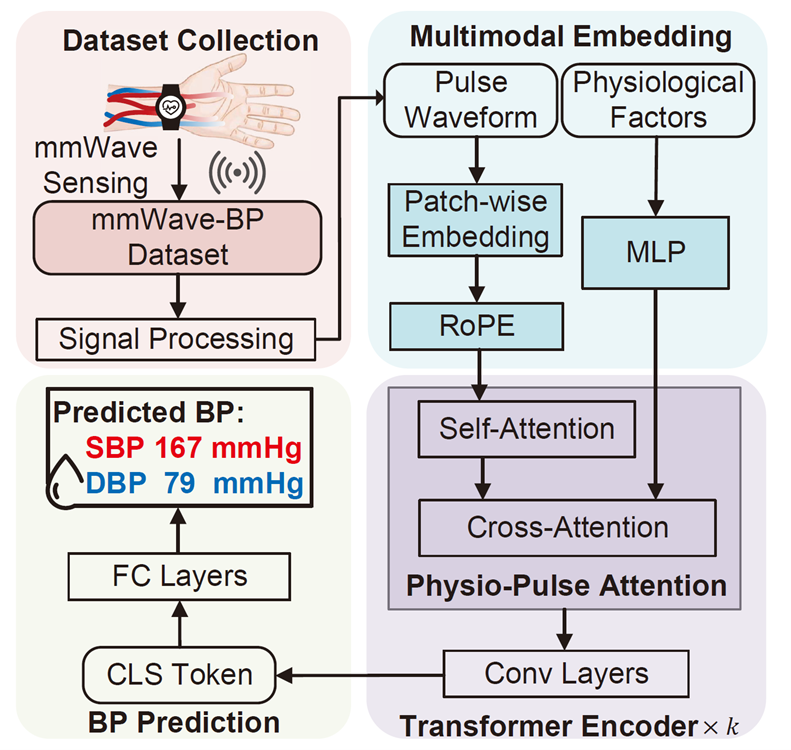 Dataset Collection
mmWave
Sensing
mmWave-BP
Dataset
Signal Processing
Multimodal Embedding
Pulse
Waveform
Physiological
Factors
Patch-wise
Embedding
MLP
RoPE
Self-Attention
Cross-Attention
Physio-Pulse Attention
Conv Layers
Transformer Encoder × k
Predicted BP:
SBP 167 mmHg
DBP 79 mmHg
FC Layers
CLS Token
BP Prediction